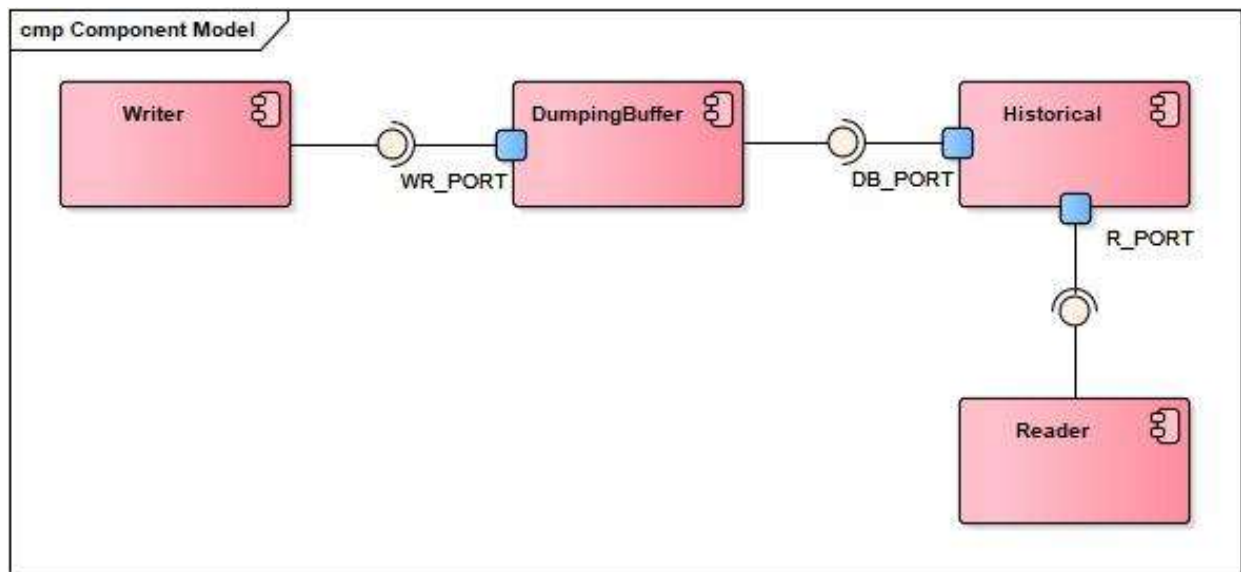 cmp Component Model
Writer
DumpingBuffer
Historical
WR_PORT
DB_PORT
R_PORT
Reader